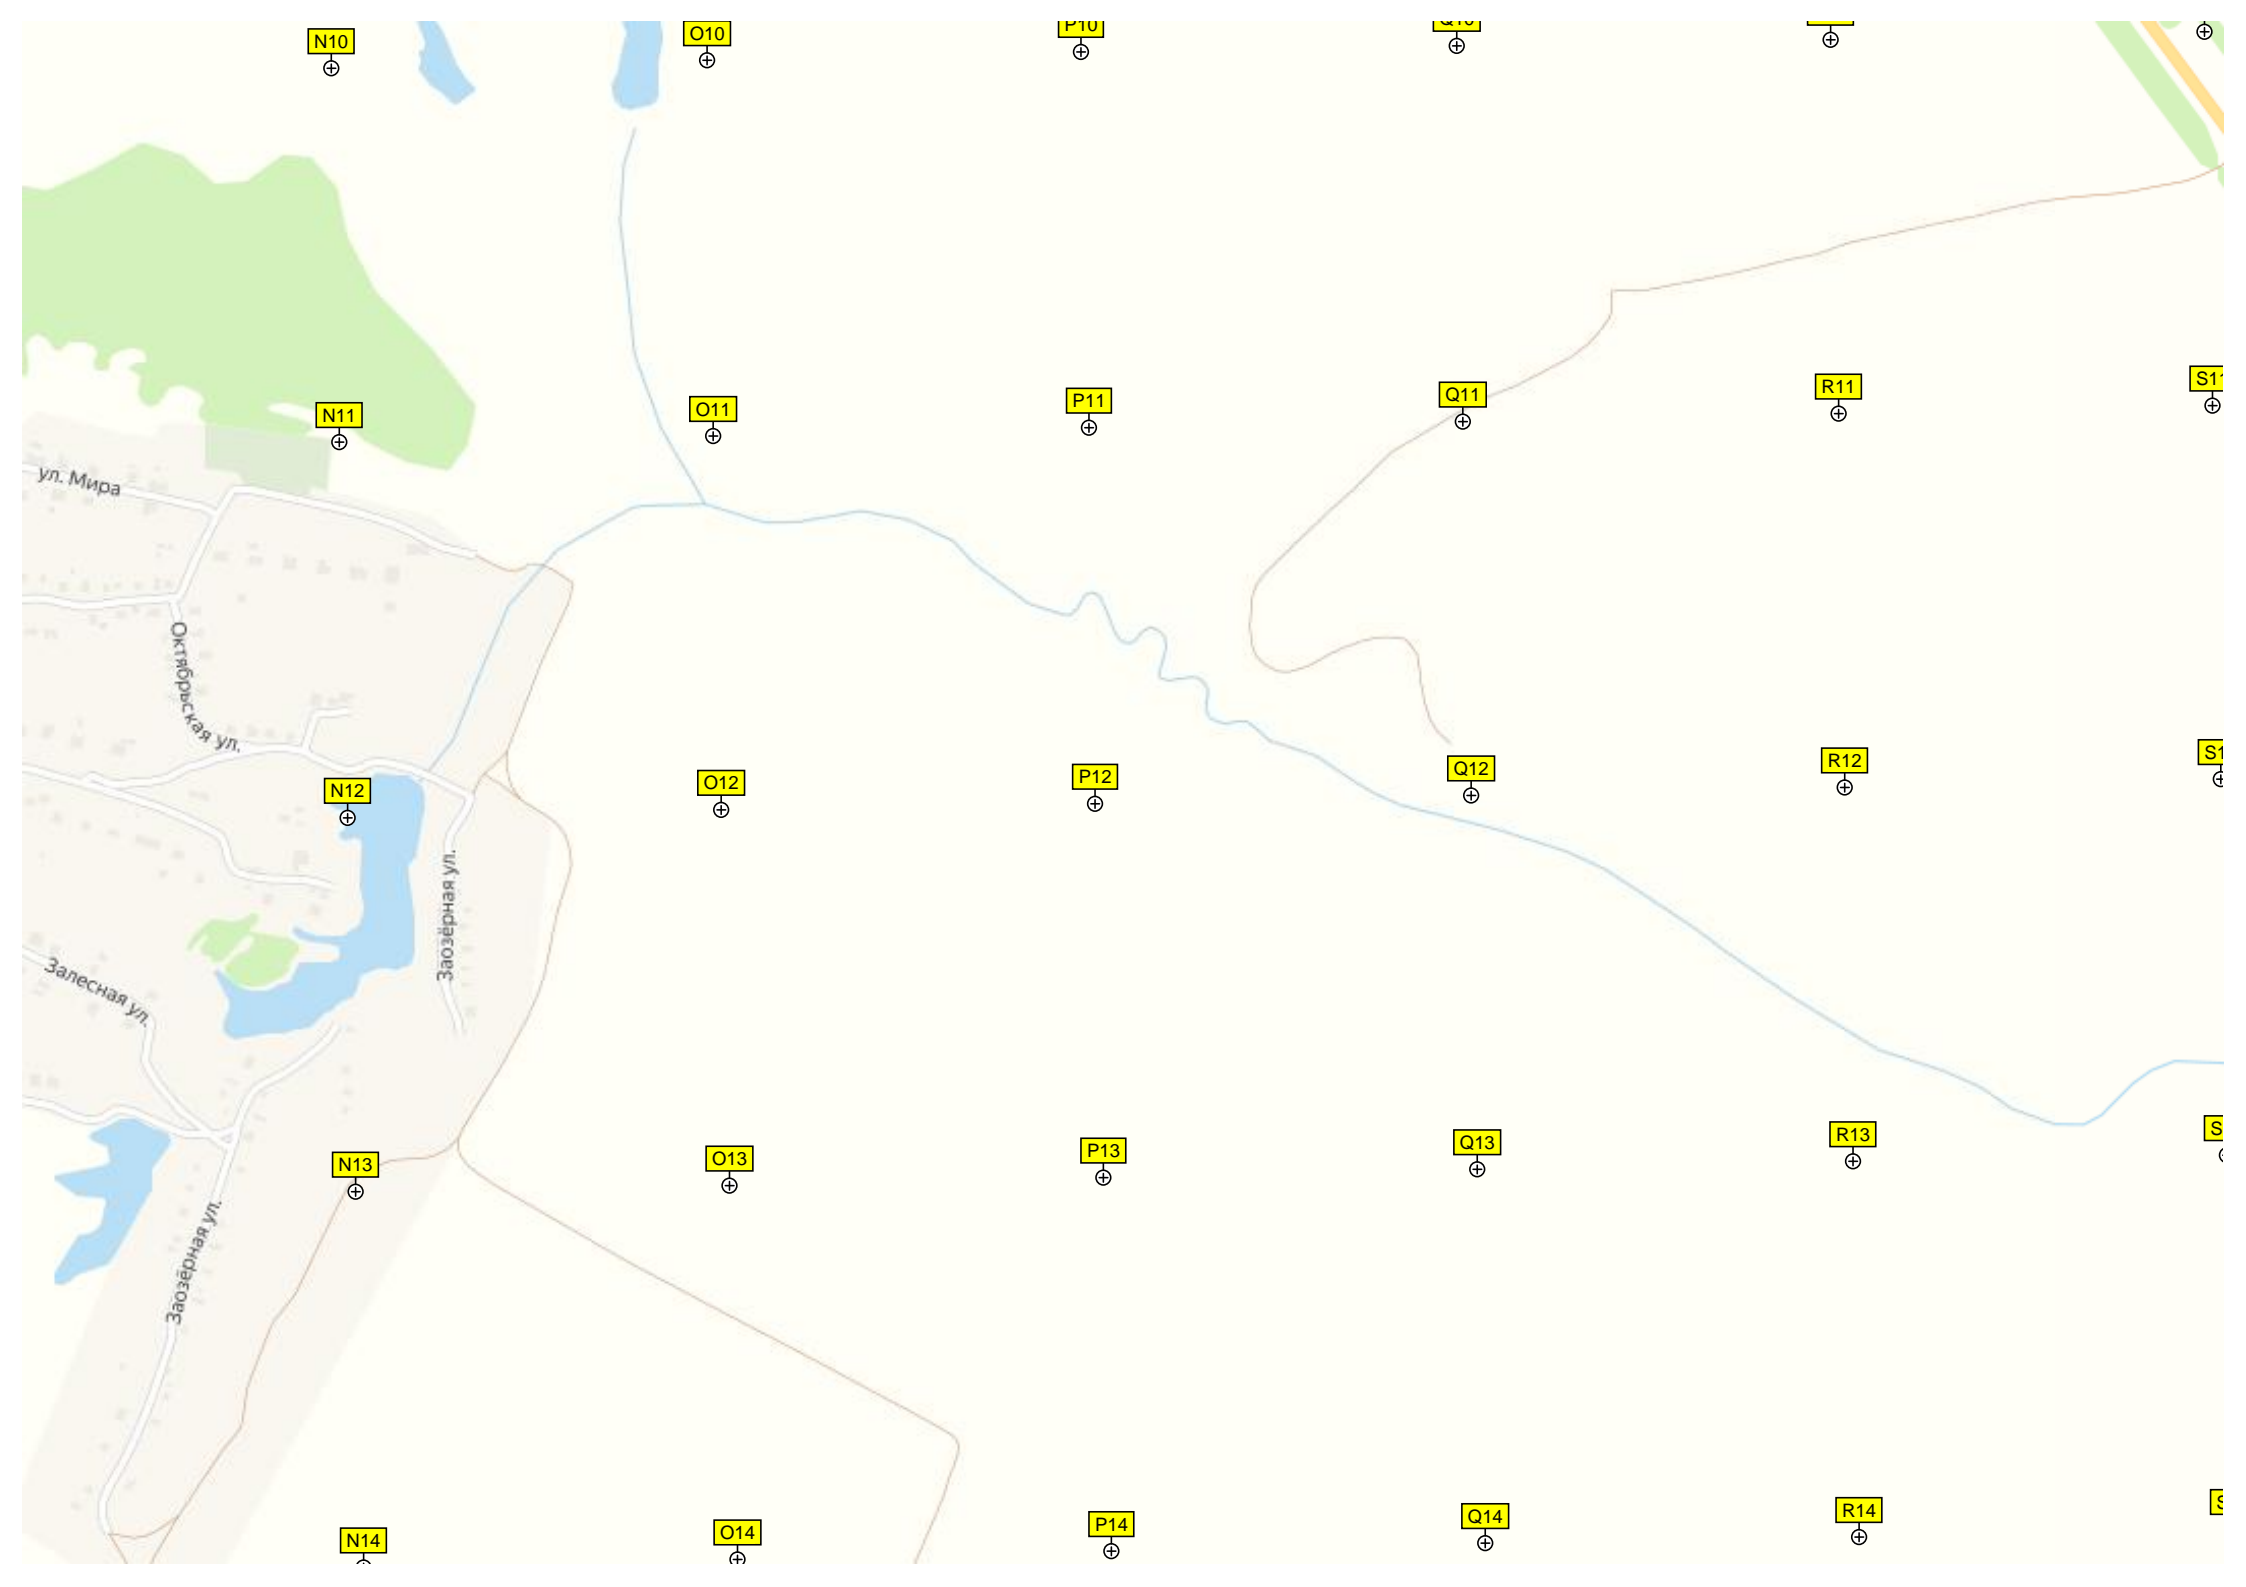 N10
O10
P10
N11
O11
P11
Q11
R11
ул. Мира
Октябрьская ул.
N12
O12
P12
Q12
R12
Заозёрная ул.
Залесная ул.
N13
O13
P13
Q13
R13
Заозёрная ул.
N14
O14
P14
Q14
R14